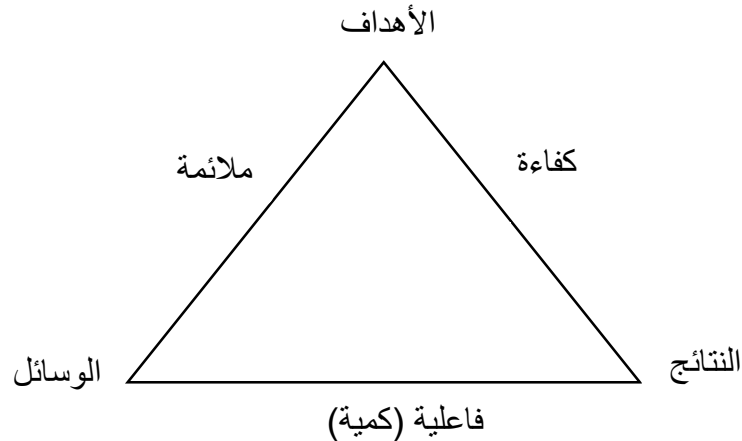 الأهداف
كفاءة
ملائمة
النتائج
الوسائل
فاعلية (كمية)